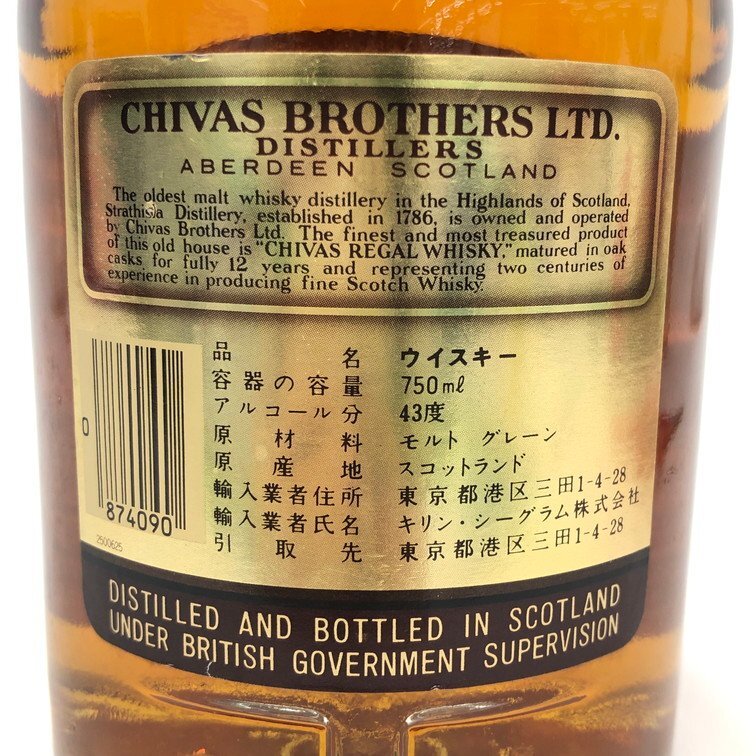 CHIVAS BROTHERS LTD.
DISTILLERS
ABERDEEN SCOTLAND
The oldest malt whisky distillery in the Highlands of Scotland,
Strathisla Distillery, established in 1786, is owned and operated
by Chivas Brothers Ltd. The finest and most treasured product
of this old house is "CHIVAS REGAL WHISKY," matured in oak
casks for fully 12 years and representing two centuries of
experience in producing fine Scotch Whisky.
品名 ウイスキー
容器の容量 750ml
アルコール分 43度
原材料 モルト グレーン
原産地 スコットランド
輸入業者住所 東京都港区三田1-4-28
輸入業者氏名 キリン・シーグラム株式会社
引取先 東京都港区三田1-4-28
0 874090
2500625
DISTILLED AND BOTTLED IN SCOTLAND
UNDER BRITISH GOVERNMENT SUPERVISION